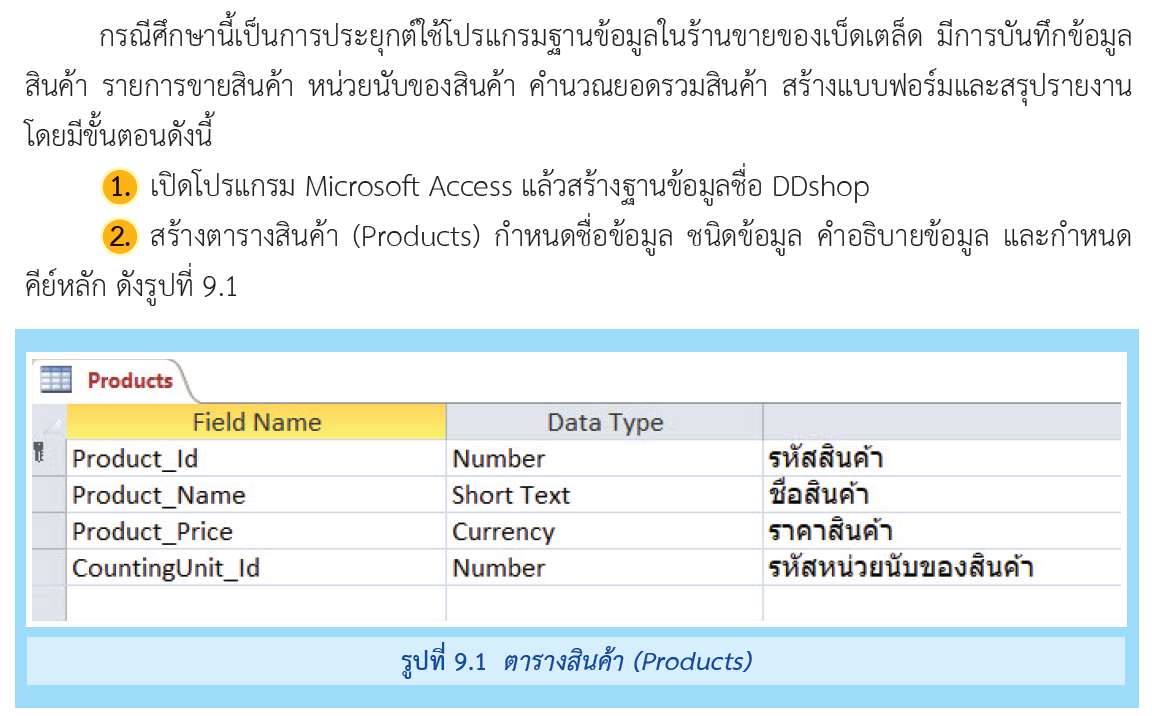 กรณีศึกษานี้เป็นการประยุกต์ใช้โปรแกรมฐานข้อมูลในร้านขายของเบ็ดเตล็ด มีการบันทึกข้อมูล
สินค้า รายการขายสินค้า หน่วยนับของสินค้า คำนวณยอดรวมสินค้า สร้างแบบฟอร์มและสรุปรายงาน
โดยมีขั้นตอนดังนี้
1. เปิดโปรแกรม Microsoft Access แล้วสร้างฐานข้อมูลชื่อ DDshop
2. สร้างตารางสินค้า (Products) กำหนดชื่อข้อมูล ชนิดข้อมูล คำอธิบายข้อมูล และกำหนด
คีย์หลัก ดังรูปที่ 9.1
Products
Field Name Data Type
Product_Id Number รหัสสินค้า
Product_Name Short Text ชื่อสินค้า
Product_Price Currency ราคาสินค้า
CountingUnit_Id Number รหัสหน่วยนับของสินค้า
รูปที่ 9.1 ตารางสินค้า (Products)